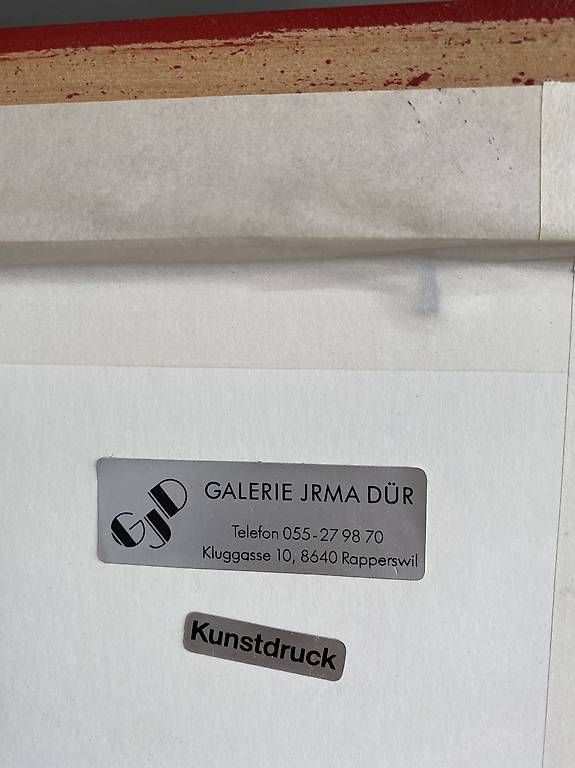 GJD
GALERIE JRMA DÜR
Telefon 055-27 98 70
Kluggasse 10, 8640 Rapperswil
Kunstdruck